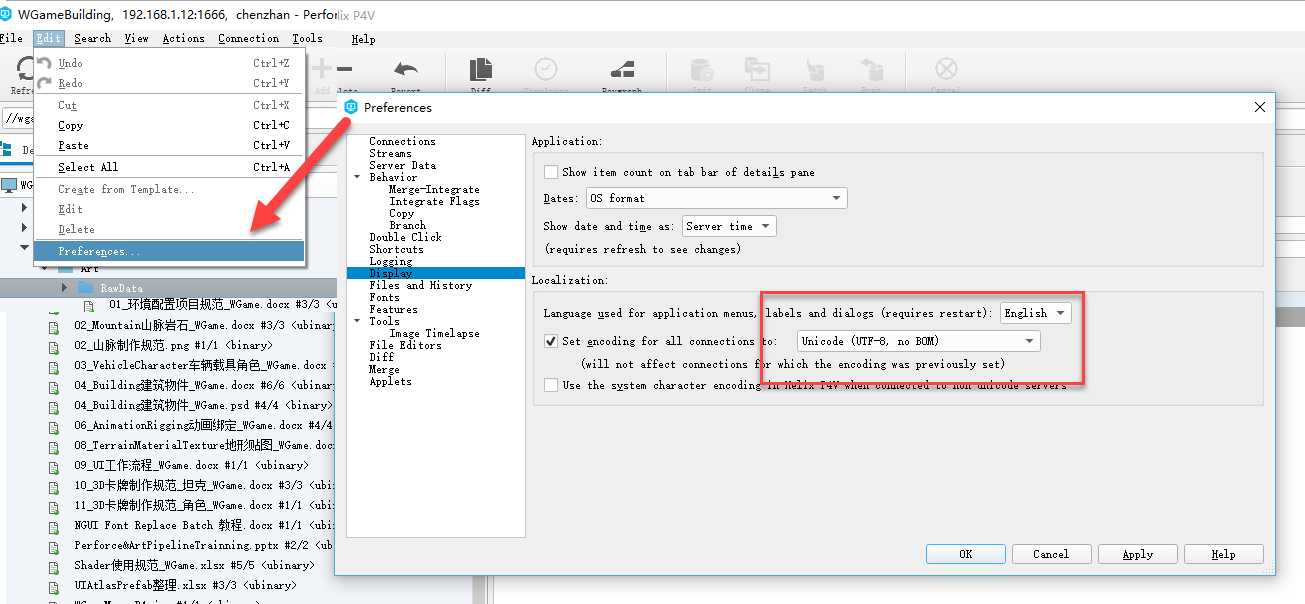 WGameBuilding, 192.168.1.12:1666, chenzhan - Perforce Helix P4V
File Edit Search View Actions Connection Tools Help
Undo Ctrl+Z
Redo Ctrl+Y
Cut Ctrl+X
Copy Ctrl+C
Paste Ctrl+V
Select All Ctrl+A
Create from Template...
Edit
Delete
Preferences...
Refr
Add
Revert
Diff
Timelapse
Revgraph
//wga
De
WG
Art
RawData
01_环境配置项目规范_WGame.docx #3/3 <u
02_Mountain山脉岩石_WGame.docx #3/3 <ubinary
02_山脉制作规范.png #1/1 <binary>
03_VehicleCharacter车辆载具角色_WGame.docx
04_Building建筑物件_WGame.docx #6/6 <ubinary
04_Building建筑物件_WGame.psd #4/4 <binary>
06_AnimationRigging动画绑定_WGame.docx #4/4
08_TerrainMaterialTexture地形贴图_WGame.doc
09_UI工作流程_WGame.docx #1/1 <ubinary>
10_3D卡牌制作规范_坦克_WGame.docx #3/3 <ubi
11_3D卡牌制作规范_角色_WGame.docx #1/1 <ubi
NGUI Font Replace Batch 教程.docx #1/1 <ubi
Perforce&ArtPipelineTrainning.pptx #2/2 <ub
Shader使用规范_WGame.xlsx #5/5 <ubinary>
UIAtlasPrefab整理.xlsx #3/3 <ubinary>
Preferences
Connections
Streams
Server Data
Behavior
Merge-Integrate
Integrate Flags
Copy
Branch
Double Click
Shortcuts
Logging
Display
Files and History
Fonts
Features
Tools
Image Timelapse
File Editors
Diff
Merge
Applets
Application:
Show item count on tab bar of details pane
Dates: OS format
Show date and time as: Server time
(requires refresh to see changes)
Localization:
Language used for application menus, labels and dialogs (requires restart): English
Set encoding for all connections to: Unicode (UTF-8, no BOM)
(will not affect connections for which the encoding was previously set)
Use the system character encoding in Helix P4V when connected to non unicode servers
OK Cancel Apply Help